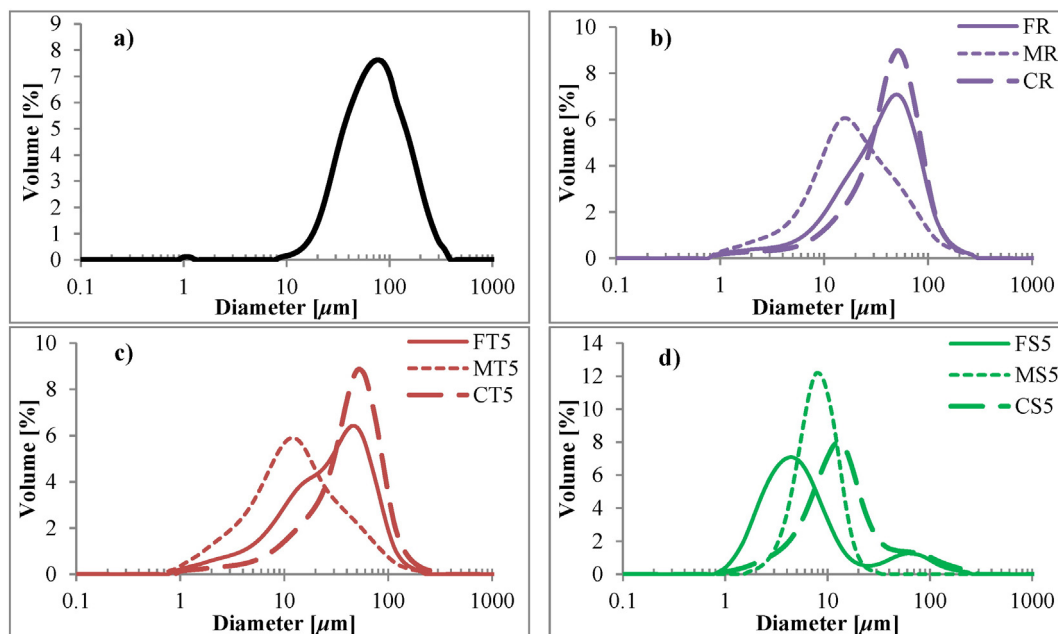 a)
Volume [%]
9
8
7
6
5
4
3
2
1
0
0.1 1 10 100 1000
Diameter [µm]
b)
FR
MR
CR
Volume [%]
10
8
6
4
2
0
0.1 1 10 100 1000
Diameter [µm]
c)
FT5
MT5
CT5
Volume [%]
10
8
6
4
2
0
0.1 1 10 100 1000
Diameter [µm]
d)
FS5
MS5
CS5
Volume [%]
14
12
10
8
6
4
2
0
0.1 1 10 100 1000
Diameter [µm]